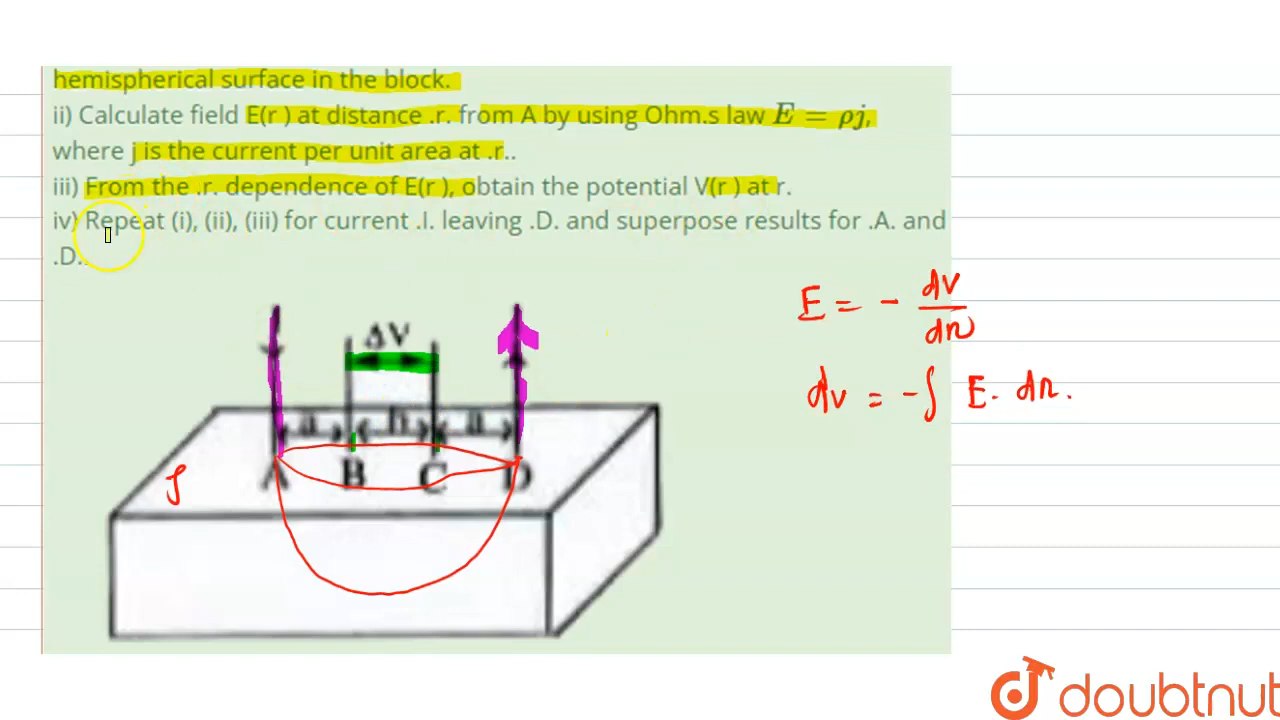 hemispherical surface in the block.
ii) Calculate field E(r ) at distance .r. from A by using Ohm.s law E = ρj,
where j is the current per unit area at .r..
iii) From the .r. dependence of E(r ), obtain the potential V(r ) at r.
iv) Repeat (i), (ii), (iii) for current .I. leaving .D. and superpose results for .A. and
.D..
E = - dV/dr
dv = -∫ E. dr.
ΔV
a b a
ρ A B C D
doubtnut